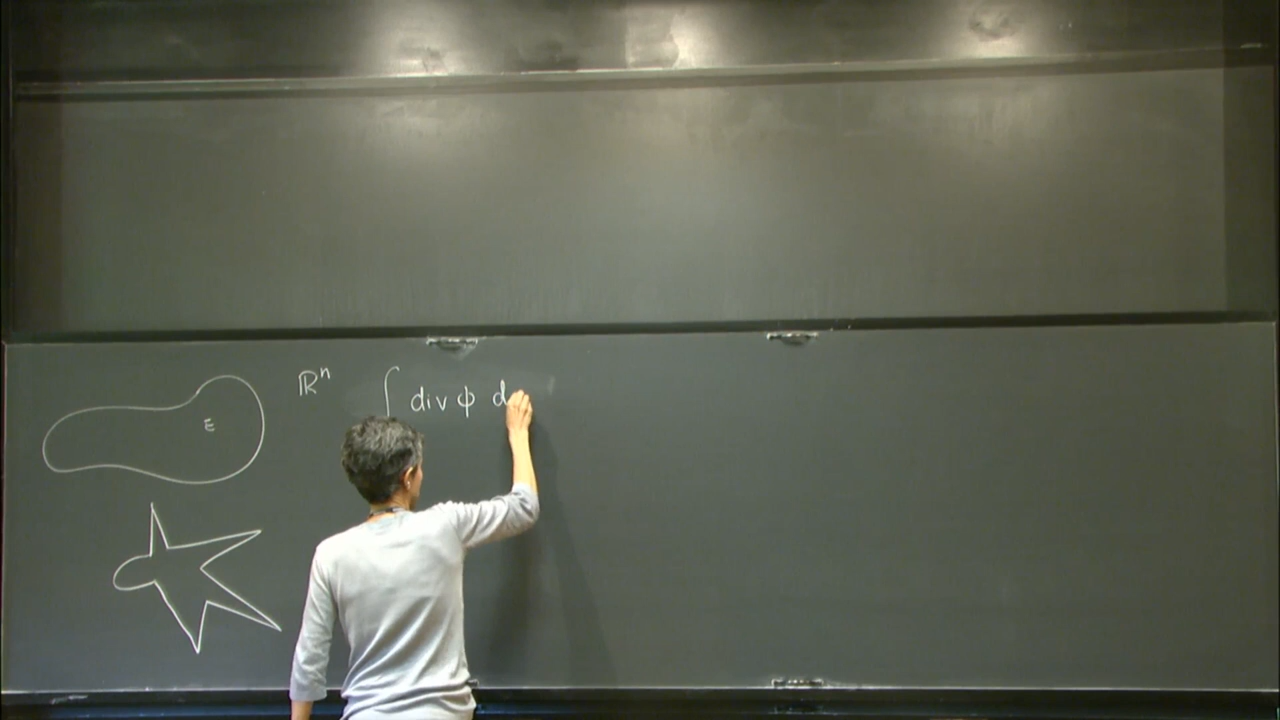 ℝⁿ ∫ div φ d
E